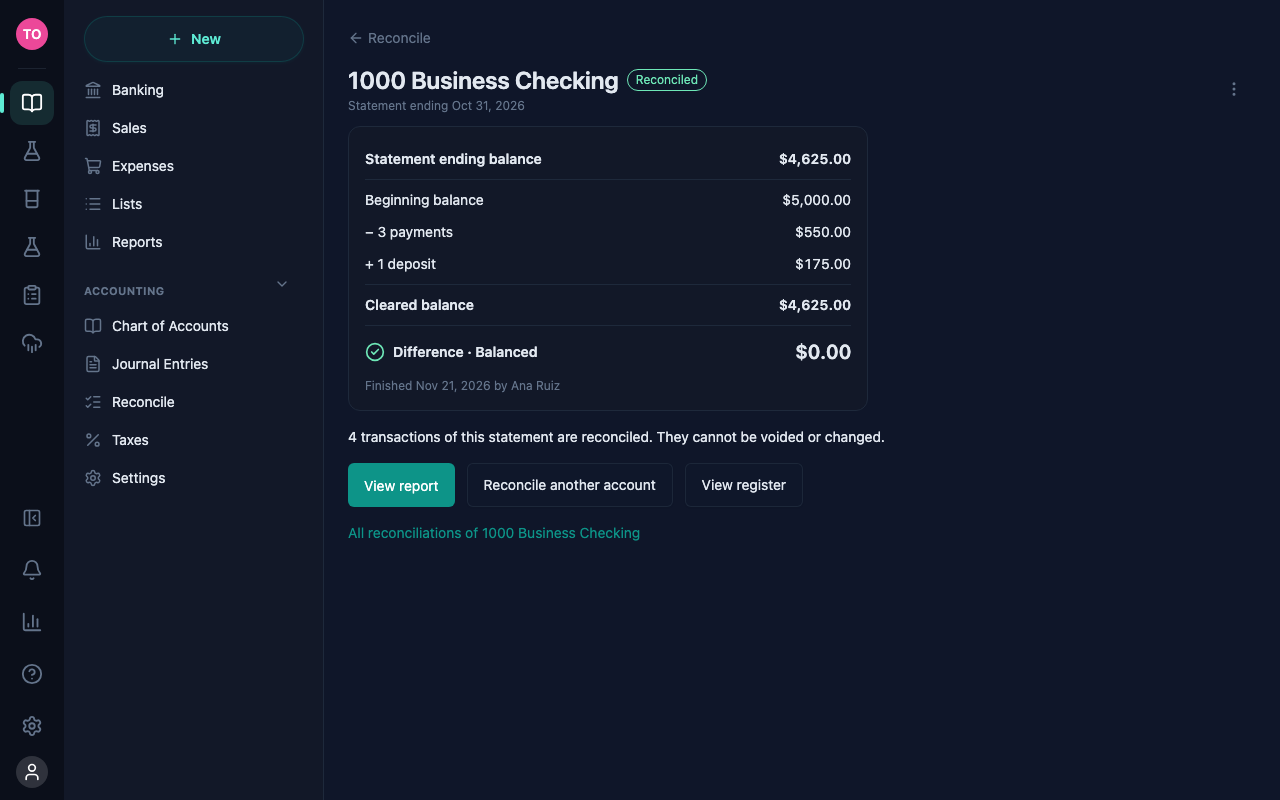 TO
New
Banking
Sales
Expenses
Lists
Reports
ACCOUNTING
Chart of Accounts
Journal Entries
Reconcile
Taxes
Settings
Reconcile
1000 Business Checking Reconciled
Statement ending Oct 31, 2026
Statement ending balance $4,625.00
Beginning balance $5,000.00
− 3 payments $550.00
+ 1 deposit $175.00
Cleared balance $4,625.00
Difference · Balanced $0.00
Finished Nov 21, 2026 by Ana Ruiz
4 transactions of this statement are reconciled. They cannot be voided or changed.
View report Reconcile another account View register
All reconciliations of 1000 Business Checking